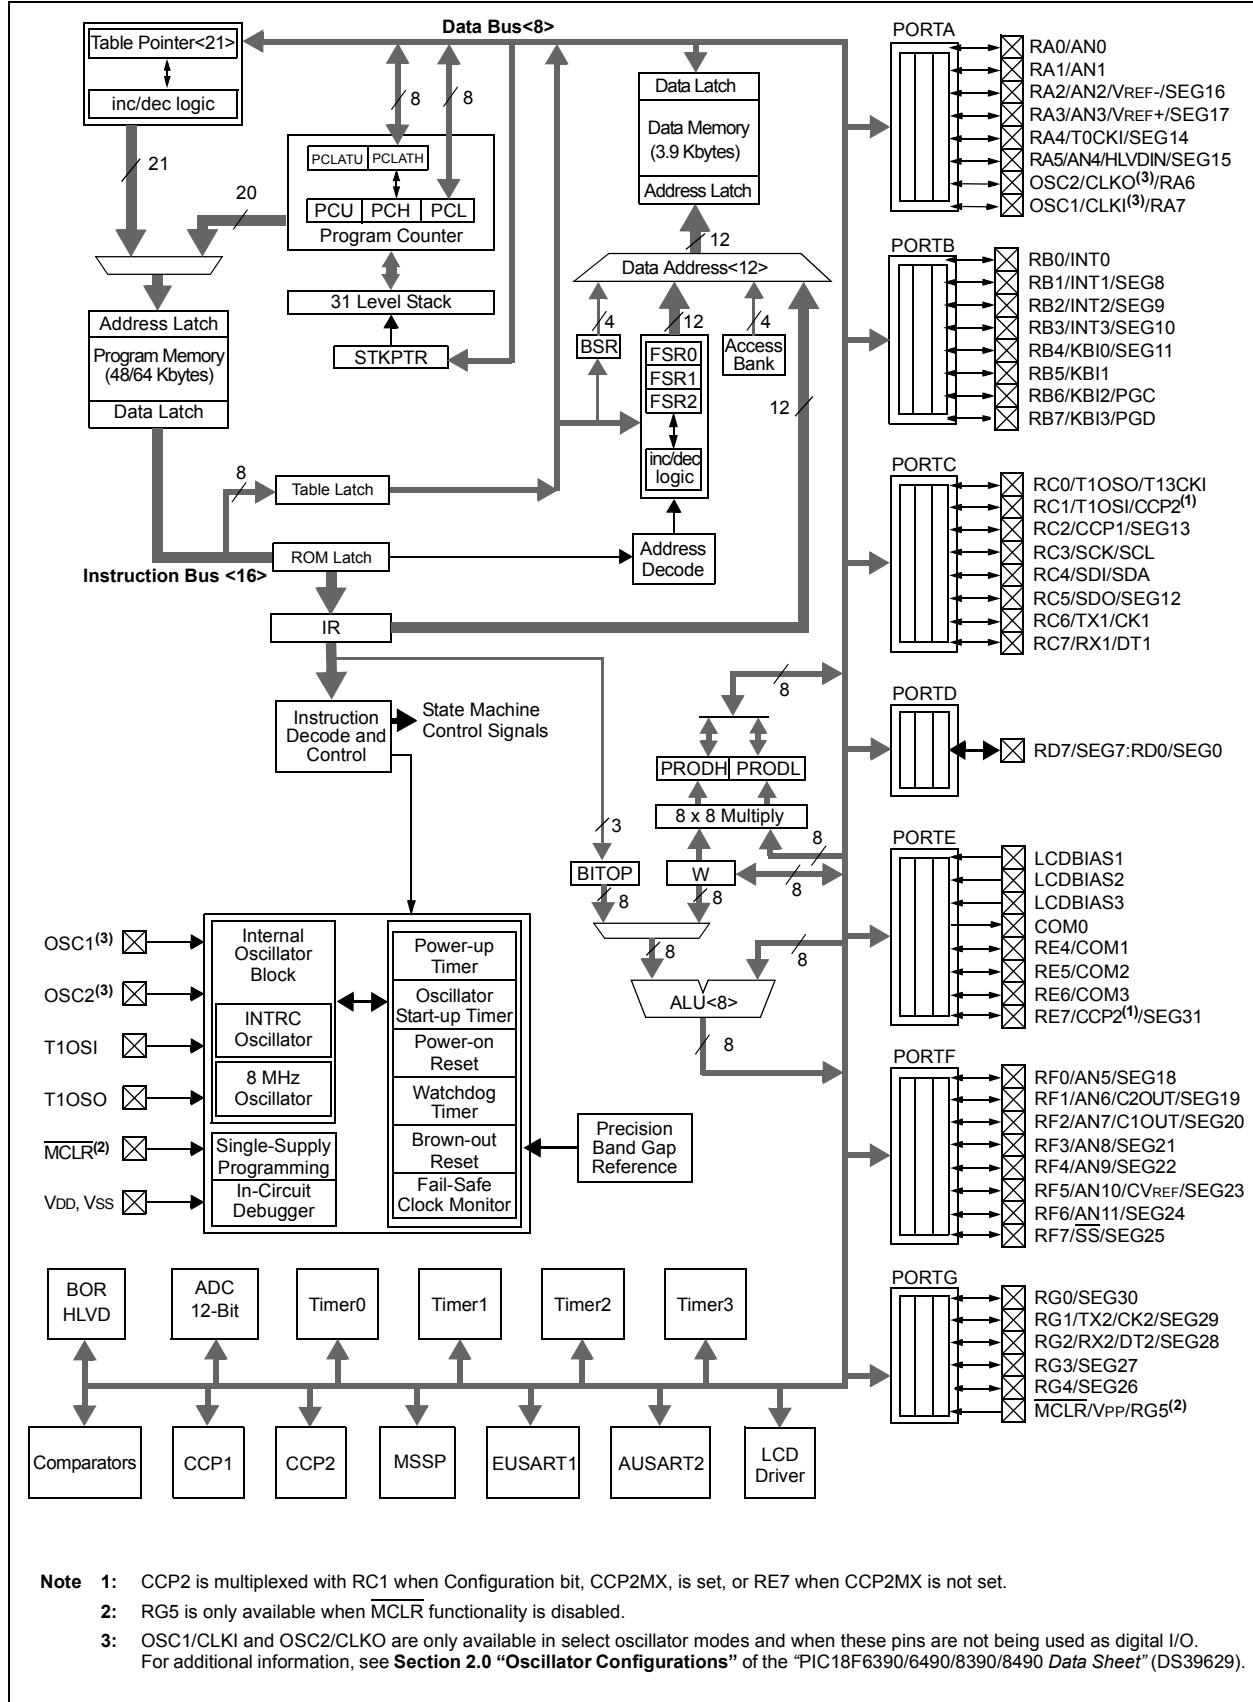 Data Bus<8>
Table Pointer<21>
inc/dec logic
21
20
8
8
PCLATU PCLATH
PCU PCH PCL
Program Counter
31 Level Stack
STKPTR
Data Latch
Data Memory
(3.9 Kbytes)
Address Latch
12
Data Address<12>
4
12
4
BSR
FSR0
FSR1
FSR2
inc/dec
logic
Access
Bank
12
Address Latch
Program Memory
(48/64 Kbytes)
Data Latch
8
Table Latch
ROM Latch
Instruction Bus <16>
Address
Decode
IR
8
Instruction
Decode and
Control
State Machine
Control Signals
PRODH PRODL
8 x 8 Multiply
3
8
BITOP
W
8
8
8
8
8
ALU<8>
8
OSC1(3)
OSC2(3)
T1OSI
T1OSO
MCLR(2)
VDD, VSS
Internal
Oscillator
Block
INTRC
Oscillator
8 MHz
Oscillator
Single-Supply
Programming
In-Circuit
Debugger
Power-up
Timer
Oscillator
Start-up Timer
Power-on
Reset
Watchdog
Timer
Brown-out
Reset
Fail-Safe
Clock Monitor
Precision
Band Gap
Reference
BOR
HLVD
ADC
12-Bit
Timer0
Timer1
Timer2
Timer3
Comparators
CCP1
CCP2
MSSP
EUSART1
AUSART2
LCD
Driver
PORTA
RA0/AN0
RA1/AN1
RA2/AN2/VREF-/SEG16
RA3/AN3/VREF+/SEG17
RA4/T0CKI/SEG14
RA5/AN4/HLVDIN/SEG15
OSC2/CLKO(3)/RA6
OSC1/CLKI(3)/RA7
PORTB
RB0/INT0
RB1/INT1/SEG8
RB2/INT2/SEG9
RB3/INT3/SEG10
RB4/KBI0/SEG11
RB5/KBI1
RB6/KBI2/PGC
RB7/KBI3/PGD
PORTC
RC0/T1OSO/T13CKI
RC1/T1OSI/CCP2(1)
RC2/CCP1/SEG13
RC3/SCK/SCL
RC4/SDI/SDA
RC5/SDO/SEG12
RC6/TX1/CK1
RC7/RX1/DT1
PORTD
RD7/SEG7:RD0/SEG0
PORTE
LCDBIAS1
LCDBIAS2
LCDBIAS3
COM0
RE4/COM1
RE5/COM2
RE6/COM3
RE7/CCP2(1)/SEG31
PORTF
RF0/AN5/SEG18
RF1/AN6/C2OUT/SEG19
RF2/AN7/C1OUT/SEG20
RF3/AN8/SEG21
RF4/AN9/SEG22
RF5/AN10/CVREF/SEG23
RF6/AN11/SEG24
RF7/SS/SEG25
PORTG
RG0/SEG30
RG1/TX2/CK2/SEG29
RG2/RX2/DT2/SEG28
RG3/SEG27
RG4/SEG26
MCLR/VPP/RG5(2)
Note 1: CCP2 is multiplexed with RC1 when Configuration bit, CCP2MX, is set, or RE7 when CCP2MX is not set.
2: RG5 is only available when MCLR functionality is disabled.
3: OSC1/CLKI and OSC2/CLKO are only available in select oscillator modes and when these pins are not being used as digital I/O.
For additional information, see Section 2.0 “Oscillator Configurations” of the “PIC18F6390/6490/8390/8490 Data Sheet” (DS39629).